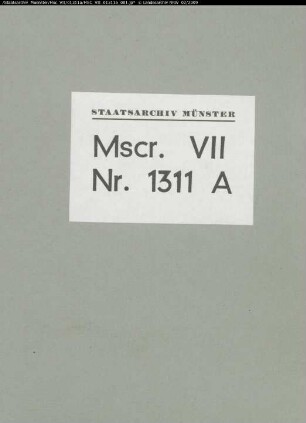 STAATSARCHIV MÜNSTER
Mscr. VII
Nr. 1311 A